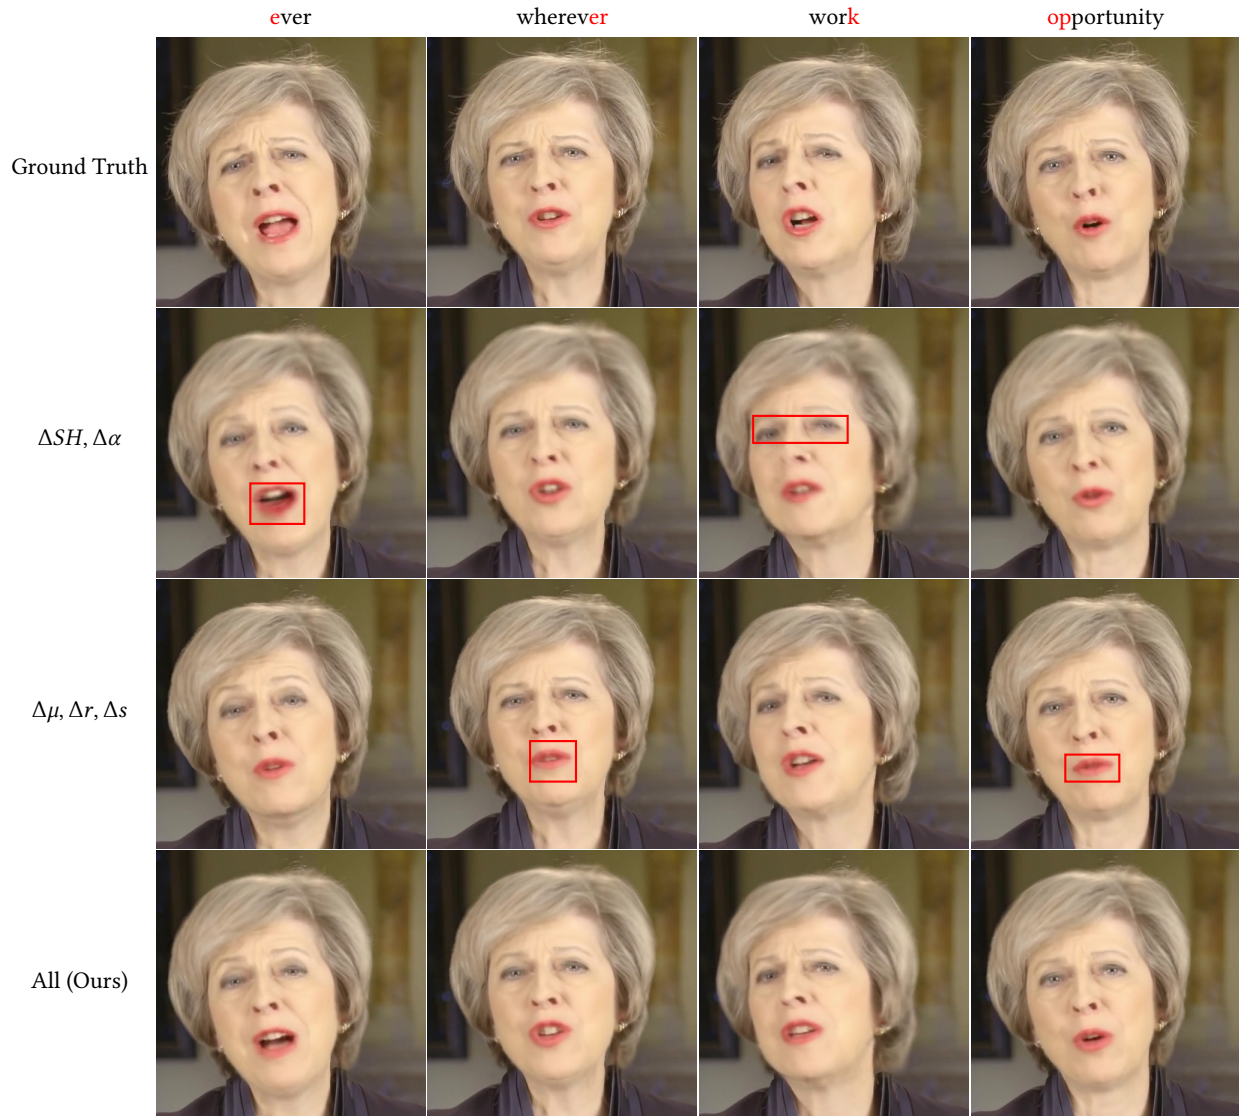 ever wherever work opportunity
Ground Truth
ΔSH, Δα
Δμ, Δr, Δs
All (Ours)